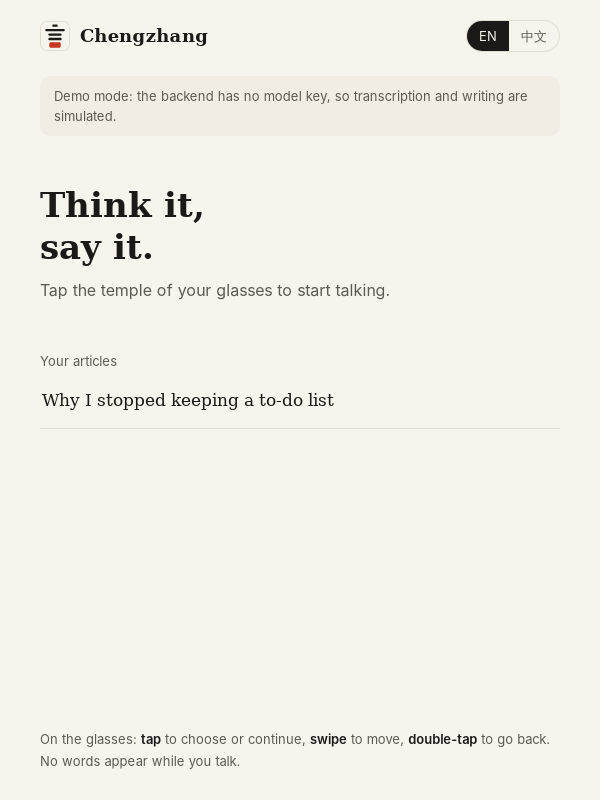 Chengzhang
EN 中文
Demo mode: the backend has no model key, so transcription and writing are
simulated.
Think it,
say it.
Tap the temple of your glasses to start talking.
Your articles
Why I stopped keeping a to-do list
On the glasses: tap to choose or continue, swipe to move, double-tap to go back.
No words appear while you talk.